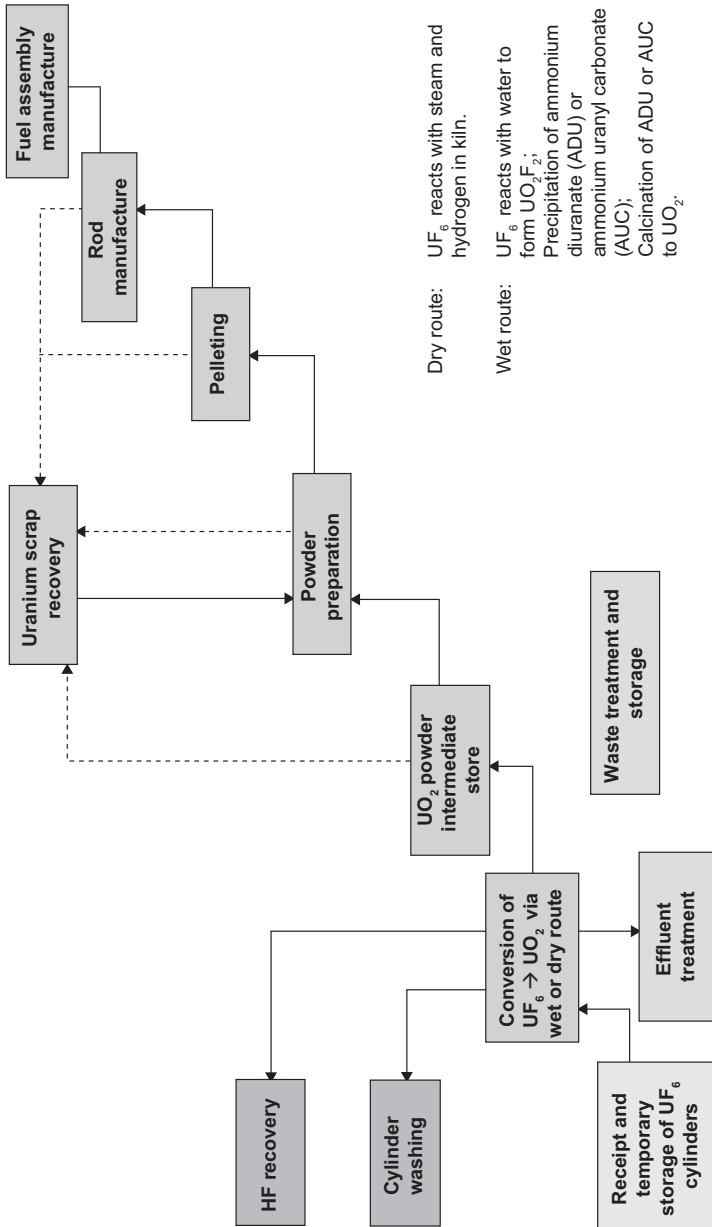 Fuel assembly
manufacture
Rod
manufacture
Pelleting
Uranium scrap
recovery
Powder
preparation
UO₂ powder
intermediate
store
Waste treatment and
storage
HF recovery
Cylinder
washing
Conversion of
UF₆ → UO₂ via
wet or dry route
Effluent
treatment
Receipt and
temporary
storage of UF₆
cylinders
Dry route: UF₆ reacts with steam and
hydrogen in kiln.
Wet route: UF₆ reacts with water to
form UO₂F₂;
Precipitation of ammonium
diuranate (ADU) or
ammonium uranyl carbonate
(AUC);
Calcination of ADU or AUC
to UO₂.